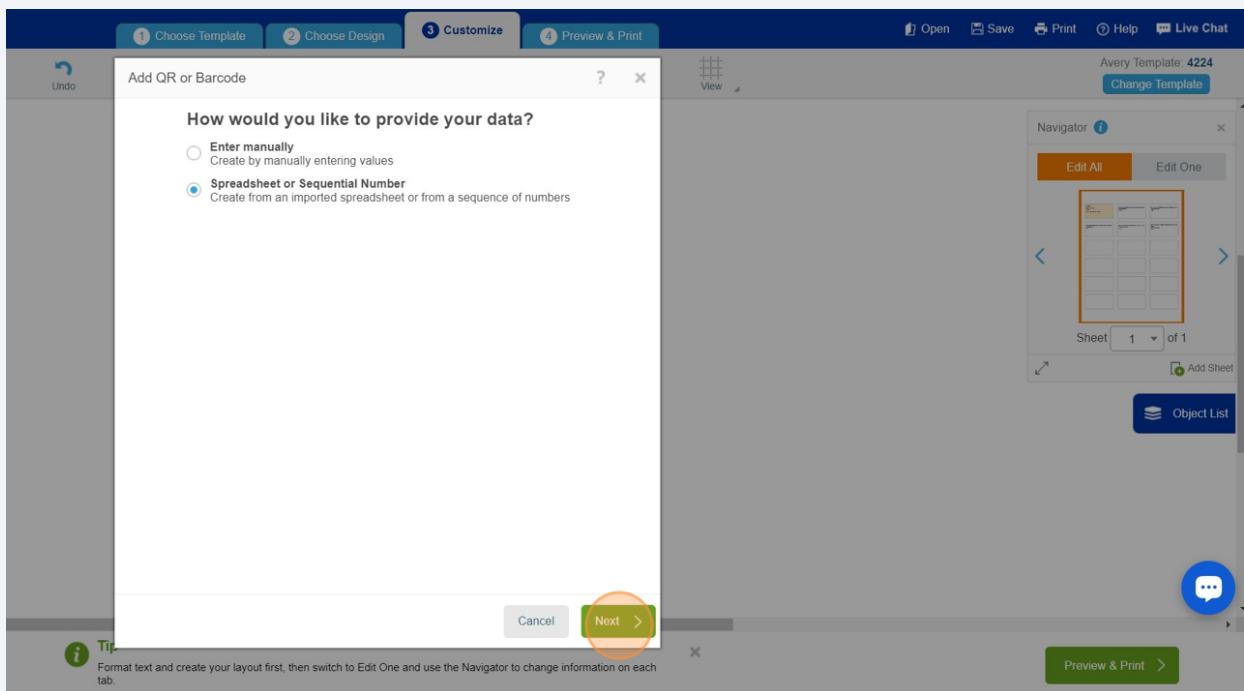 1 Choose Template
2 Choose Design
3 Customize
4 Preview & Print
Open
Save
Print
? Help
Live Chat
Undo
View
Avery Template: 4224
Change Template
Add QR or Barcode
? ×
How would you like to provide your data?
Enter manually
Create by manually entering values
Spreadsheet or Sequential Number
Create from an imported spreadsheet or from a sequence of numbers
Cancel
Next
Navigator i ×
Edit All
Edit One
Sheet 1 of 1
Add Sheet
Object List
i
Tip
Format text and create your layout first, then switch to Edit One and use the Navigator to change information on each
tab.
×
Preview & Print